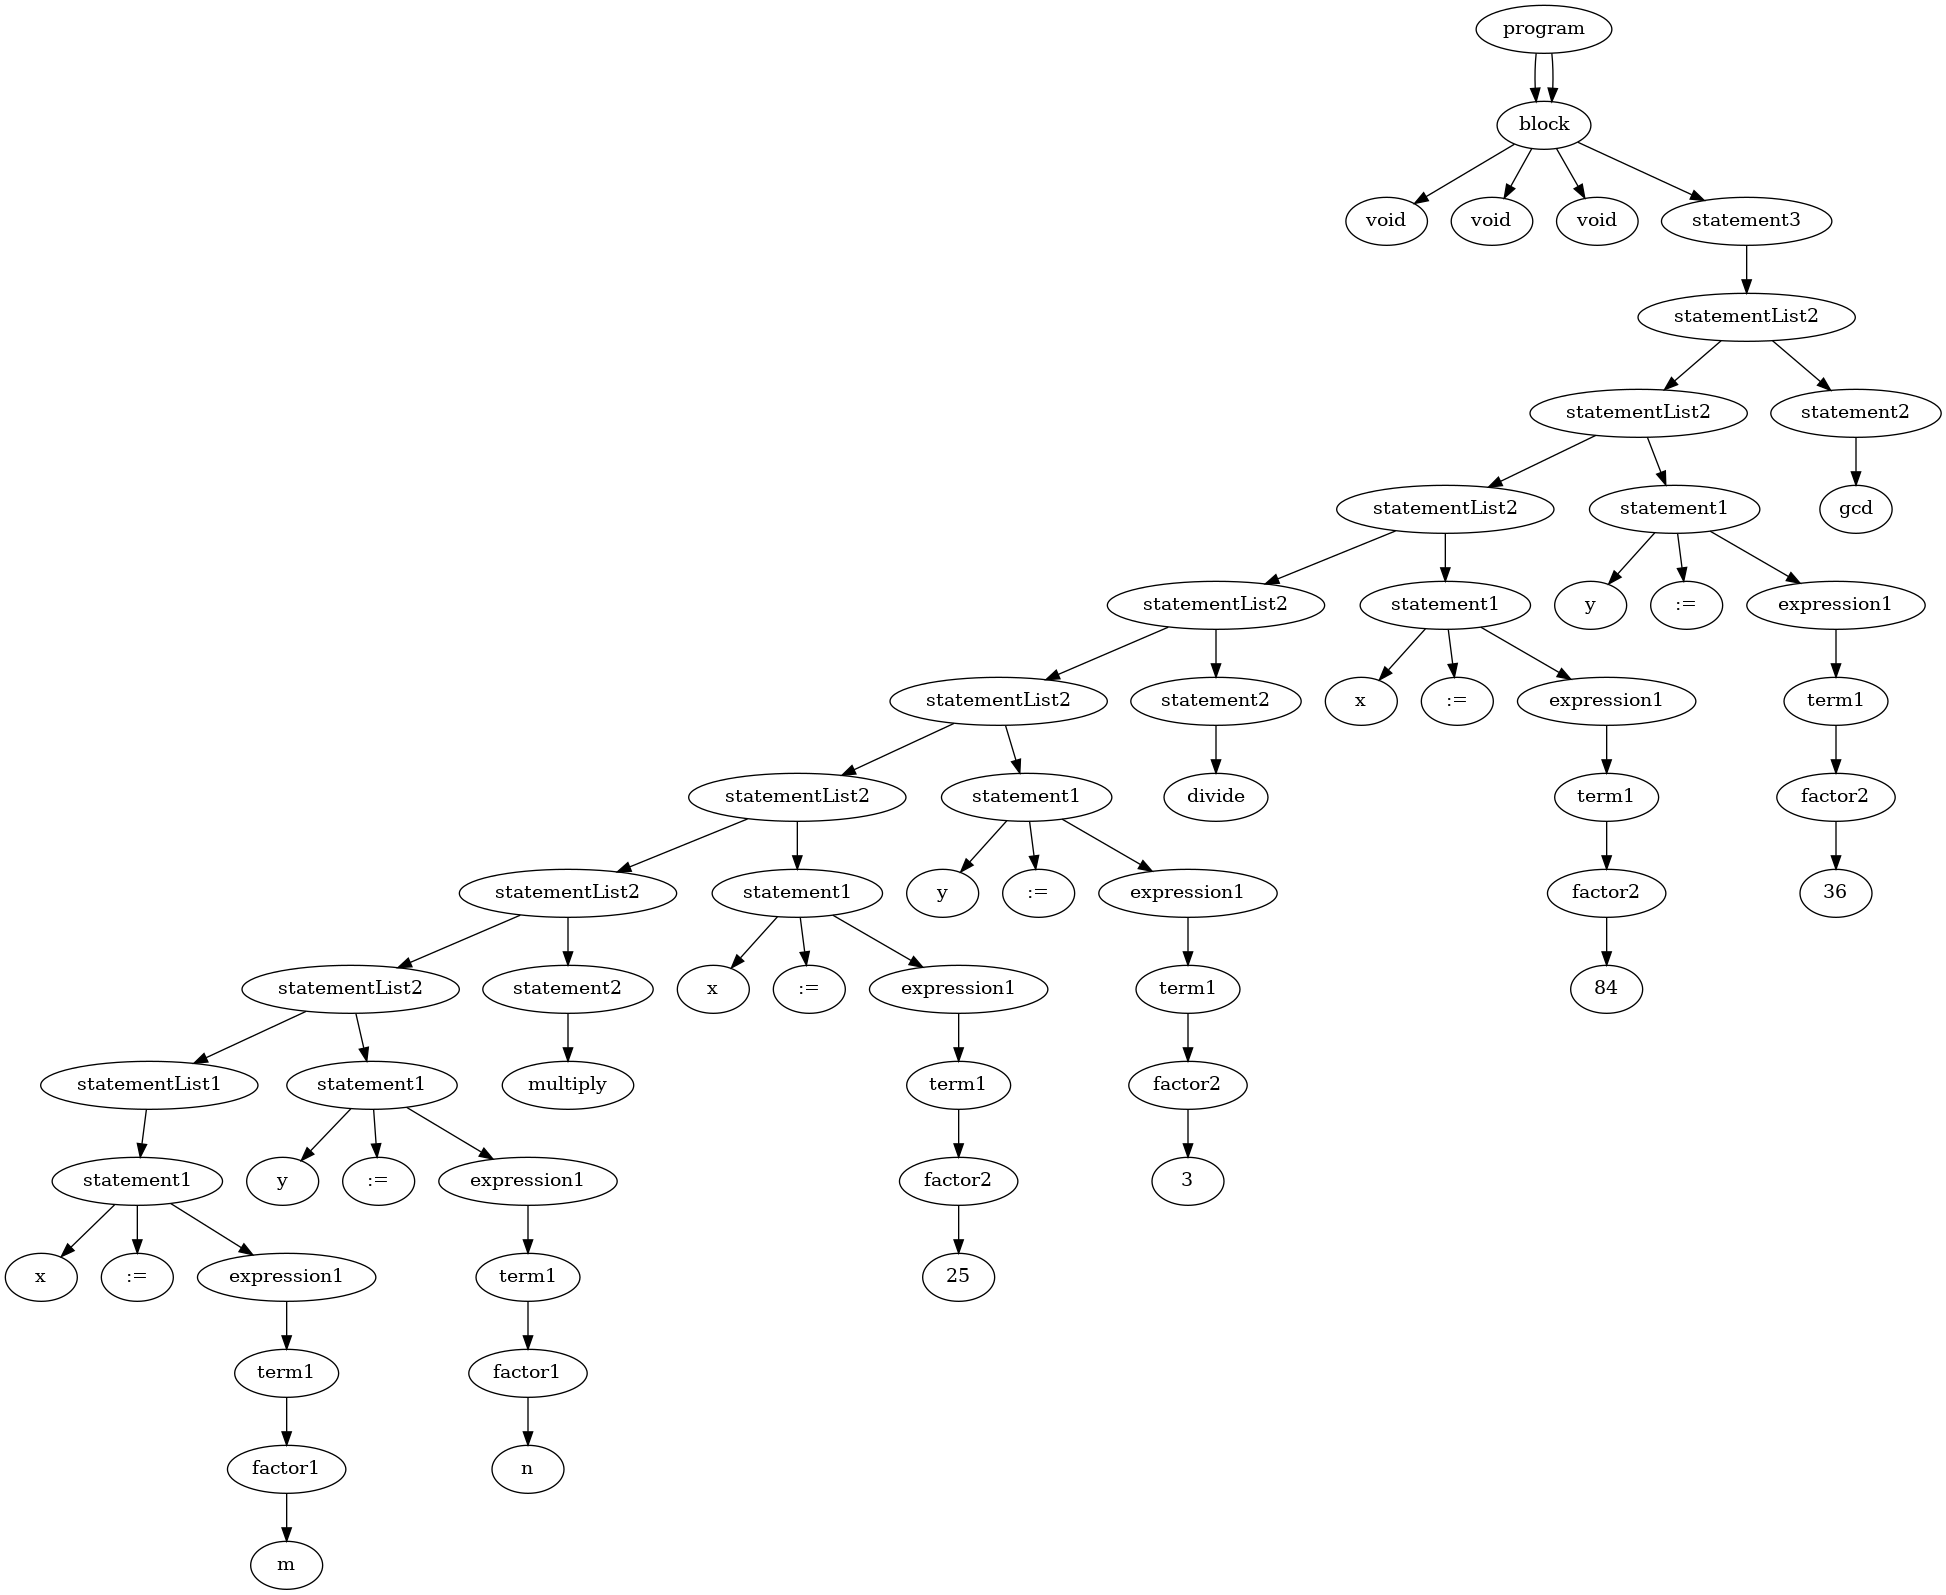 program
block
void void void statement3
statementList2
statementList2 statement2
statementList2 statement1 gcd
statementList2 statement1 y := expression1
statementList2 statement2 x := expression1 term1
statementList2 statement1 divide term1 factor2
statementList2 statement1 y := expression1 factor2 36
statementList2 statement2 x := expression1 term1 84
statementList1 statement1 multiply term1 factor2
statement1 y := expression1 factor2 3
x := expression1 term1 25
term1 factor1
factor1 n
m